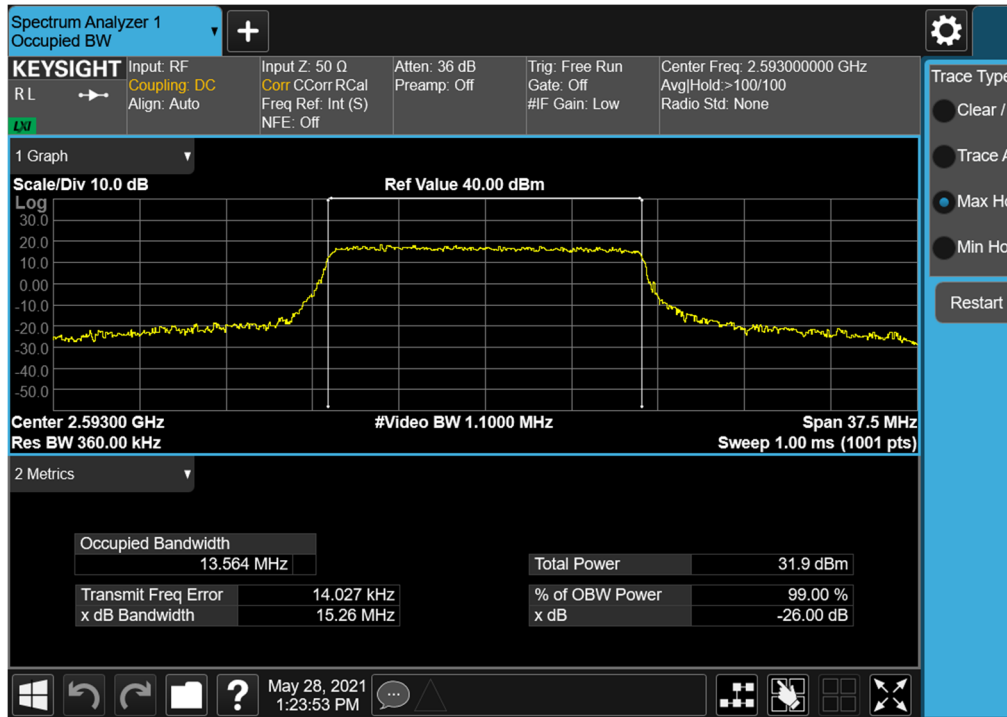 Spectrum Analyzer 1
Occupied BW
KEYSIGHT
R L
LXI
Input: RF
Coupling: DC
Align: Auto
Input Z: 50 Ω
Corr CCorr RCal
Freq Ref: Int (S)
NFE: Off
Atten: 36 dB
Preamp: Off
Trig: Free Run
Gate: Off
#IF Gain: Low
Center Freq: 2.593000000 GHz
Avg|Hold:>100/100
Radio Std: None
Trace Type
Clear /
Trace A
Max Ho
Min Ho
Restart
1 Graph
Scale/Div 10.0 dB
Ref Value 40.00 dBm
Log
30.0
20.0
10.0
0.00
-10.0
-20.0
-30.0
-40.0
-50.0
Center 2.59300 GHz
#Video BW 1.1000 MHz
Span 37.5 MHz
Res BW 360.00 kHz
Sweep 1.00 ms (1001 pts)
2 Metrics
Occupied Bandwidth
13.564 MHz
Total Power 31.9 dBm
Transmit Freq Error 14.027 kHz
% of OBW Power 99.00 %
x dB Bandwidth 15.26 MHz
x dB -26.00 dB
?
May 28, 2021
1:23:53 PM